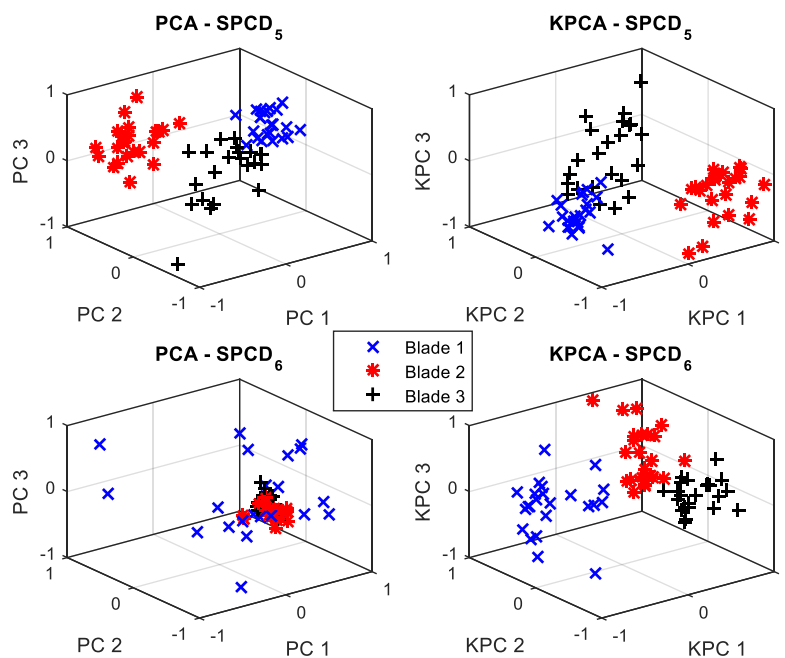 PCA - SPCD5
KPCA - SPCD5
1
0
-1
PC 3
1
0
-1
PC 2
-1
0
1
PC 1
1
0
-1
KPC 3
1
0
-1
KPC 2
-1
0
1
KPC 1
Blade 1
Blade 2
Blade 3
PCA - SPCD6
KPCA - SPCD6
1
0
-1
PC 3
1
0
-1
PC 2
-1
0
1
PC 1
1
0
-1
KPC 3
1
0
-1
KPC 2
-1
0
1
KPC 1